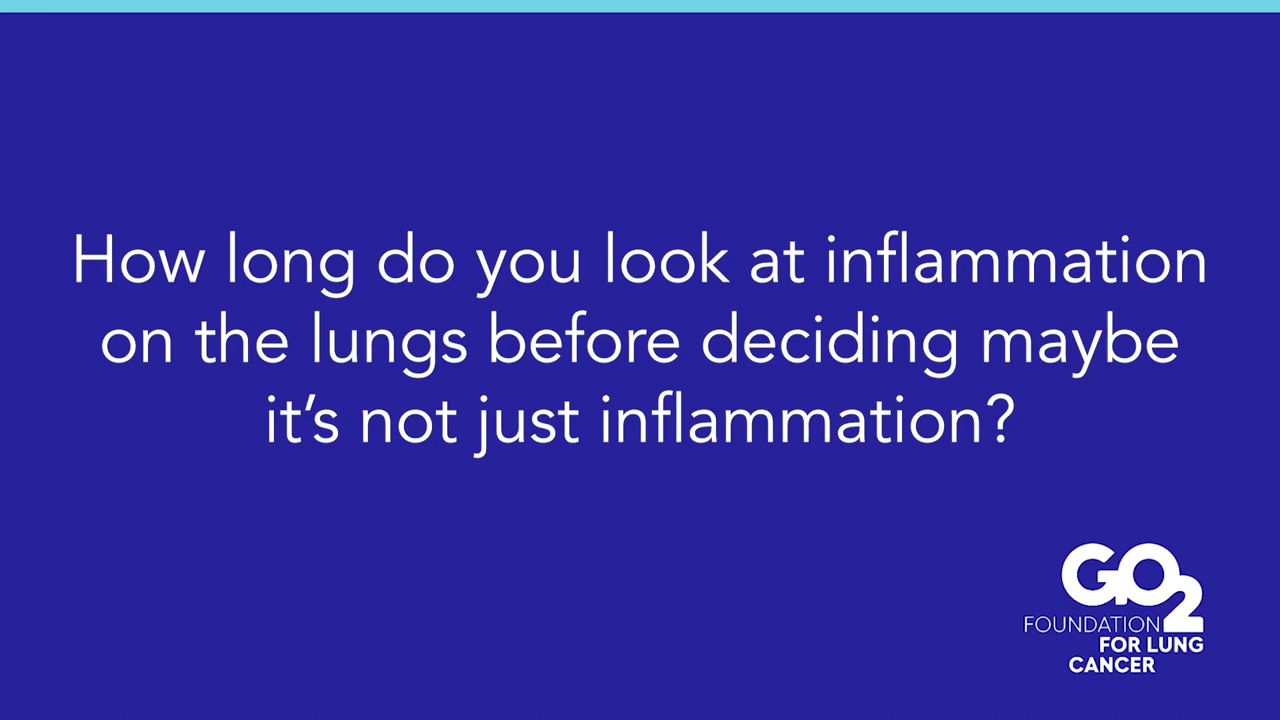 How long do you look at inflammation
on the lungs before deciding maybe
it’s not just inflammation?
GO2
FOUNDATION
FOR LUNG
CANCER